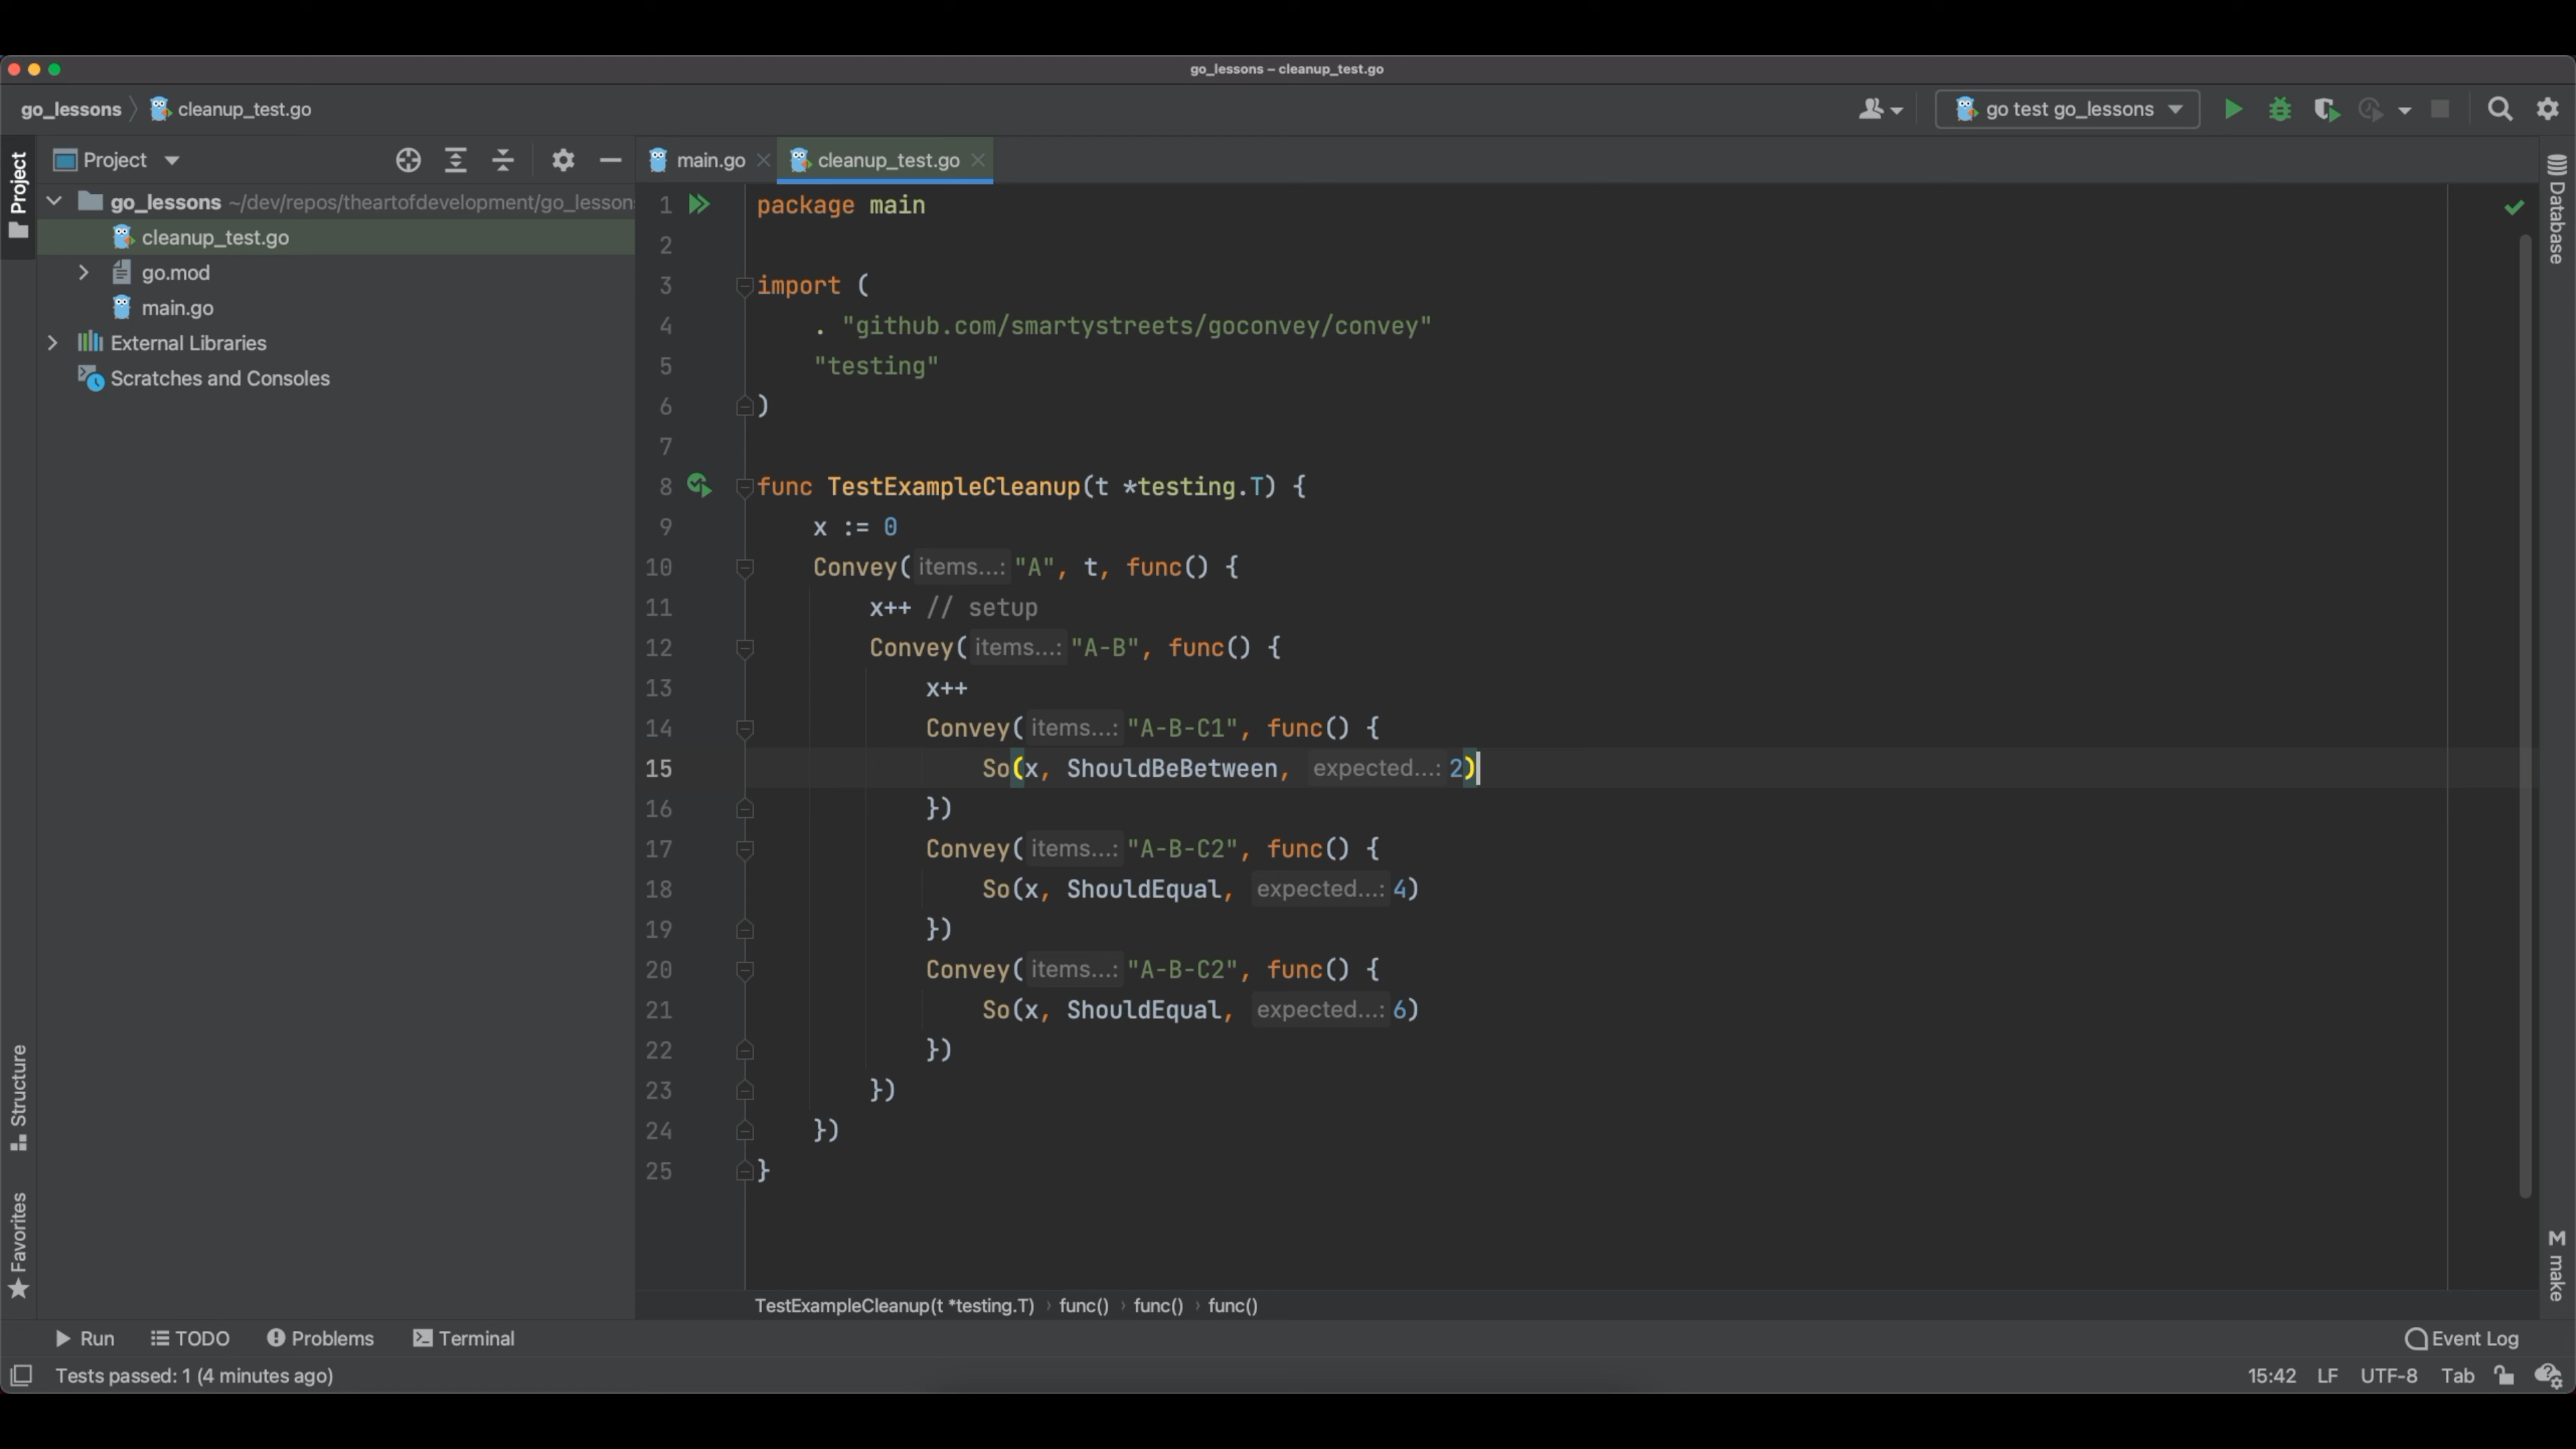 go_lessons – cleanup_test.go
go_lessons cleanup_test.go
go test go_lessons
Project
Project
main.go
cleanup_test.go
go_lessons ~/dev/repos/theartofdevelopment/go_lesson
cleanup_test.go
go.mod
main.go
External Libraries
Scratches and Consoles
1 package main
2
3 import (
4 . "github.com/smartystreets/goconvey/convey"
5 "testing"
6 )
7
8 func TestExampleCleanup(t *testing.T) {
9 x := 0
10 Convey( items...: "A", t, func() {
11 x++ // setup
12 Convey( items...: "A-B", func() {
13 x++
14 Convey( items...: "A-B-C1", func() {
15 So(x, ShouldBeBetween, expected...: 2)
16 })
17 Convey( items...: "A-B-C2", func() {
18 So(x, ShouldEqual, expected...: 4)
19 })
20 Convey( items...: "A-B-C2", func() {
21 So(x, ShouldEqual, expected...: 6)
22 })
23 })
24 })
25 }
Database
make
Structure
Favorites
TestExampleCleanup(t *testing.T) › func() › func() › func()
Run TODO Problems Terminal Event Log
Tests passed: 1 (4 minutes ago) 15:42 LF UTF-8 Tab